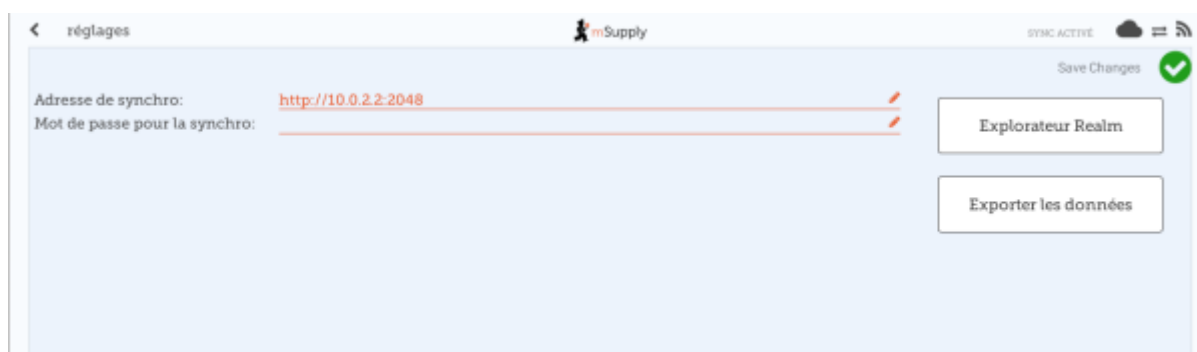 réglages
mSupply
SYNC ACTIVE
Save Changes
Adresse de synchro: http://10.0.2.2:2048
Mot de passe pour la synchro:
Explorateur Realm
Exporter les données